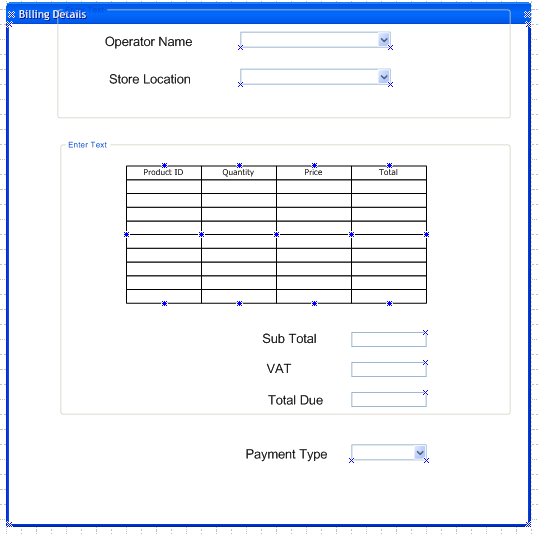 Billing Details
Operator Name
Store Location
Enter Text
Product ID Quantity Price Total
Sub Total
VAT
Total Due
Payment Type